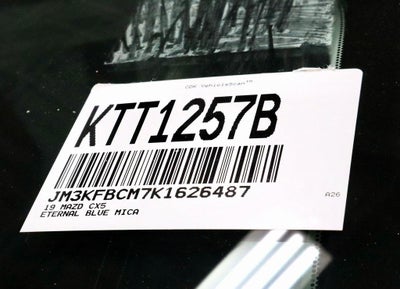 CDK VehicleScan™
KTT1257B
JM3KFBCM7K1626487
19 MAZD CX5
ETERNAL BLUE MICA
A26